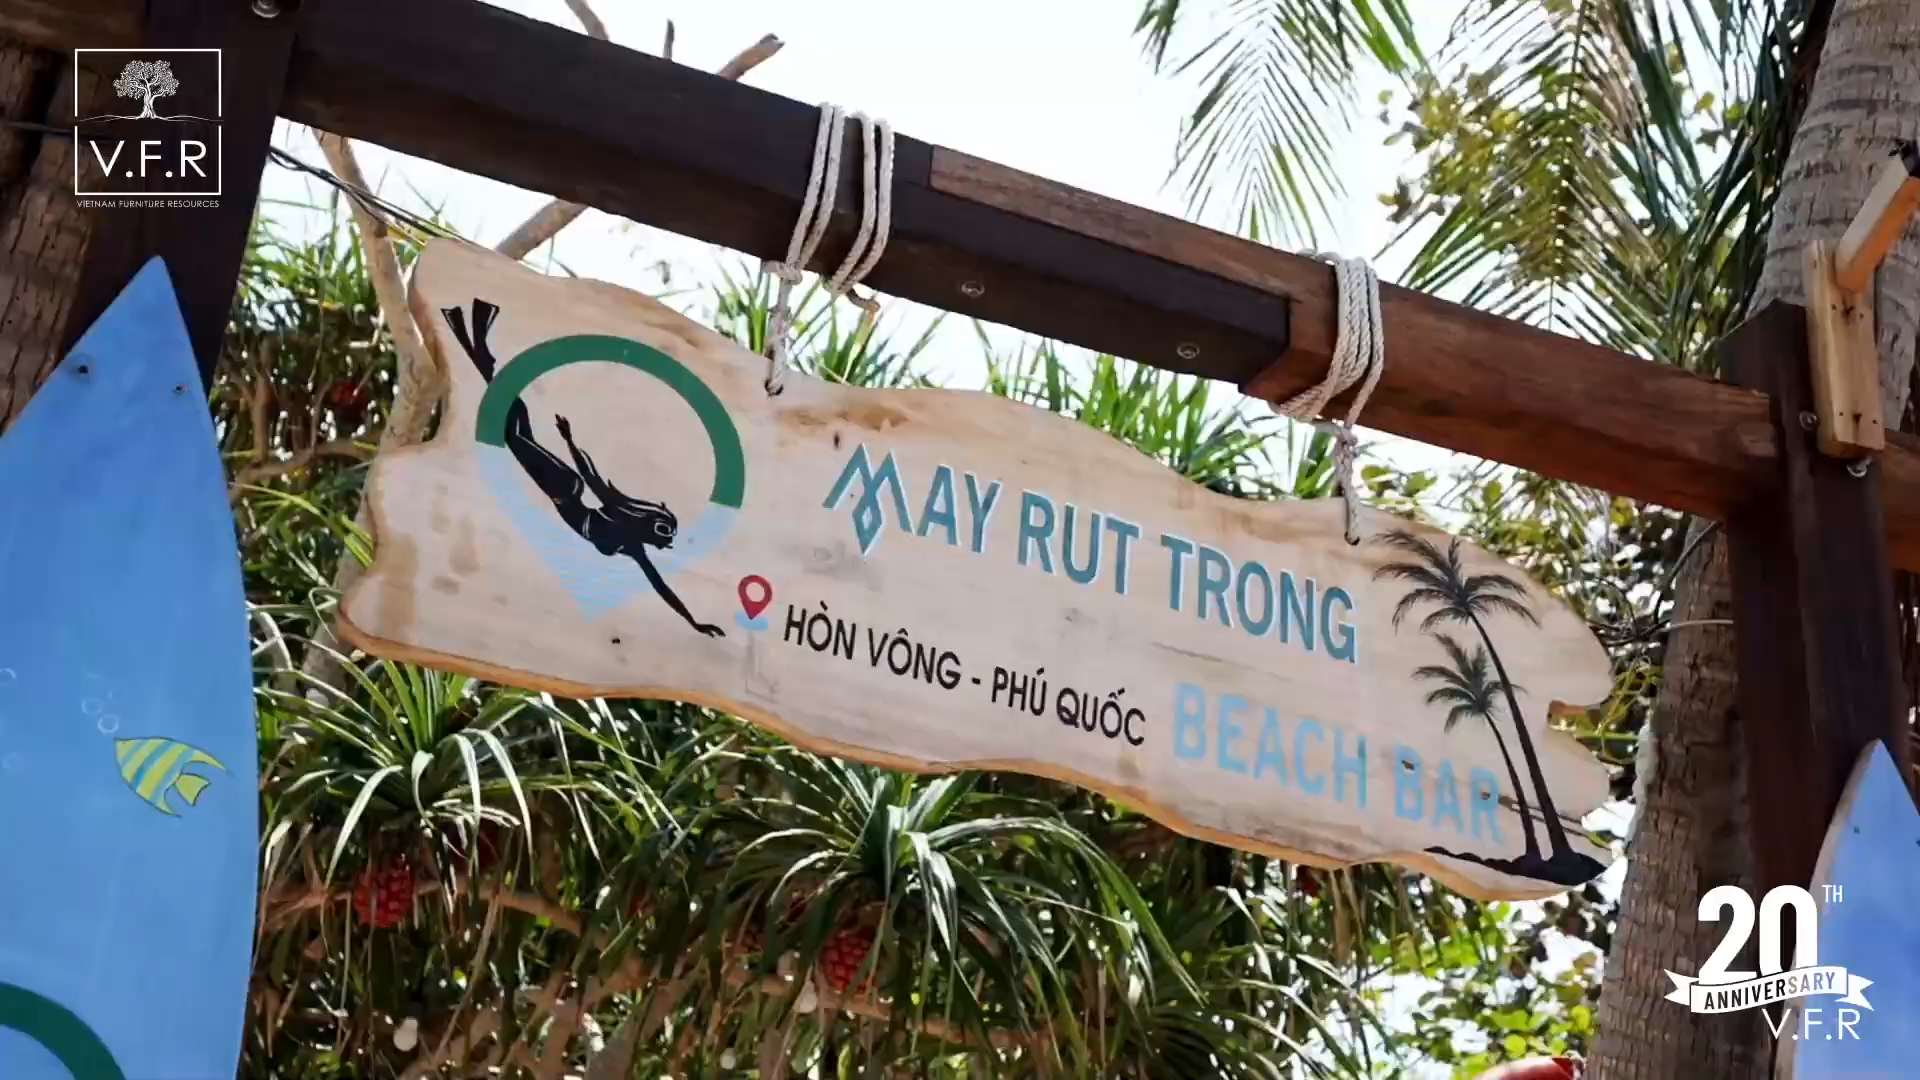 V.F.R
VIETNAM FURNITURE RESOURCES
MAY RUT TRONG
HÒN VÔNG - PHÚ QUỐC
BEACH BAR
20TH
ANNIVERSARY
V.F.R